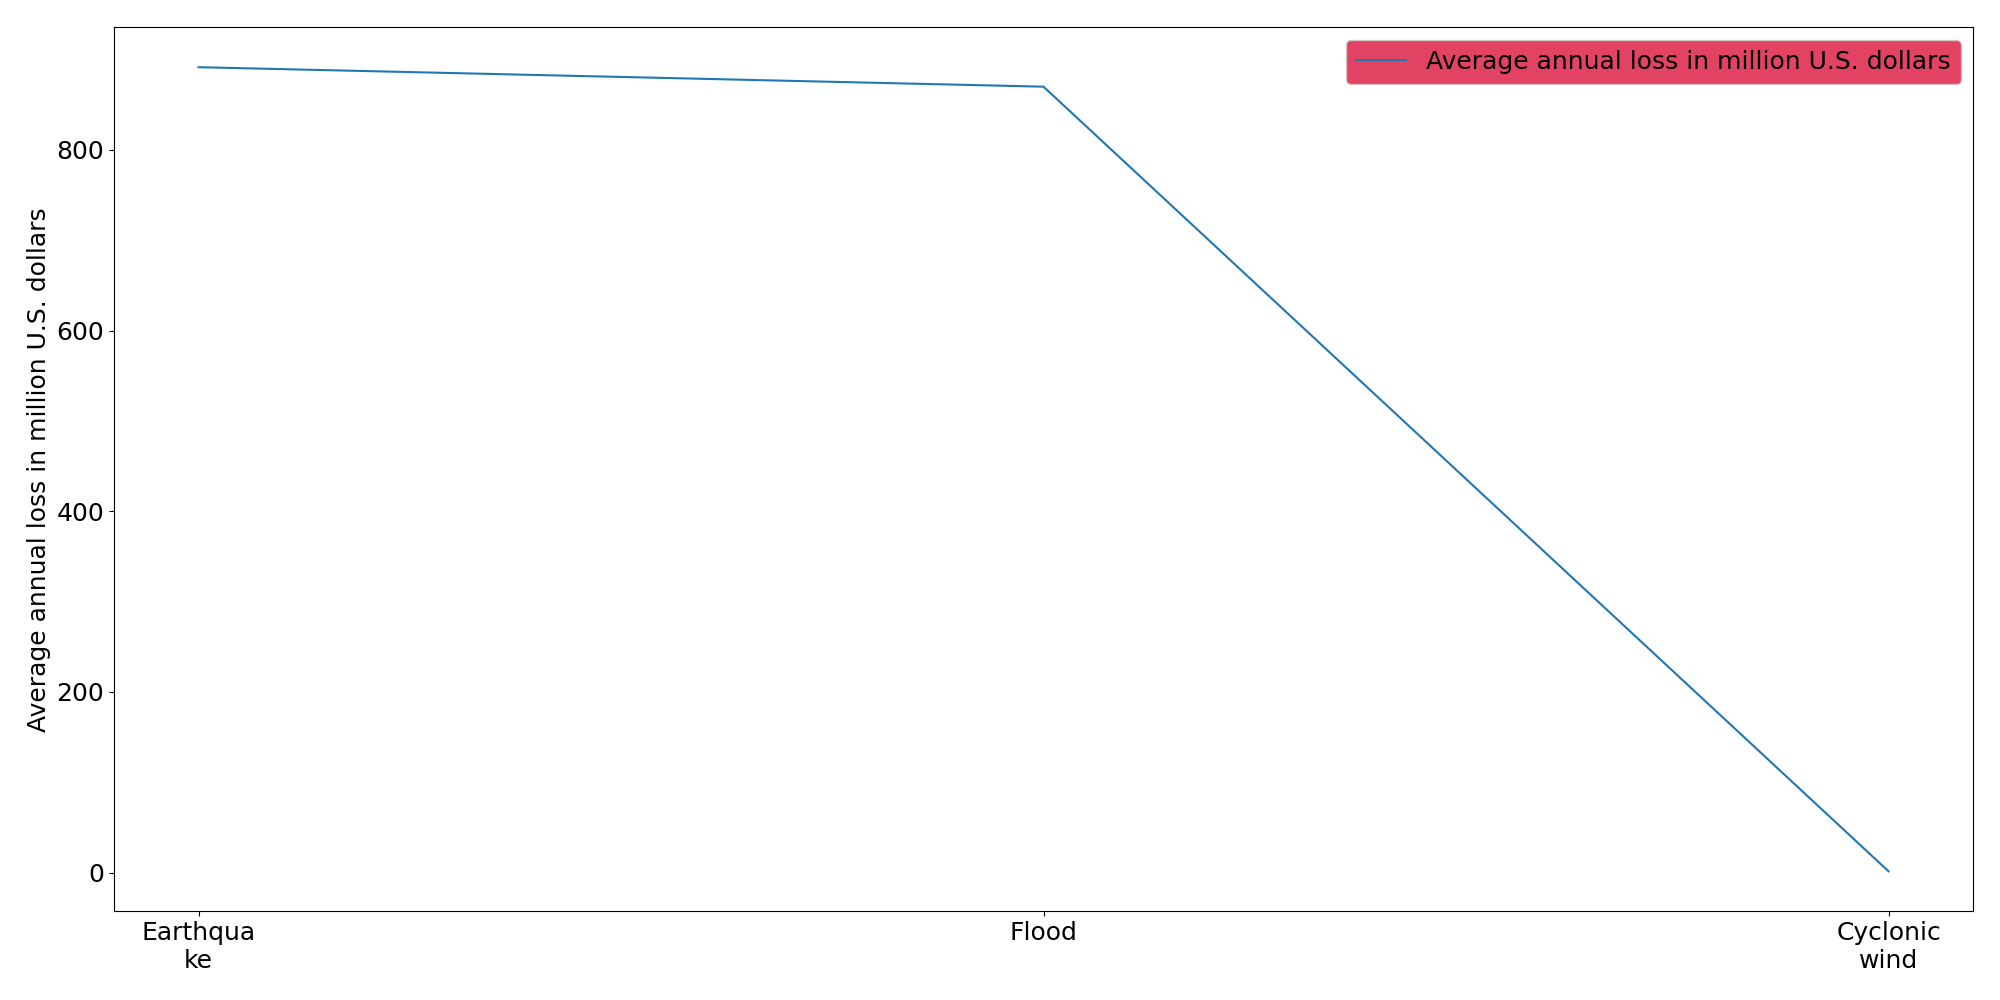 Average annual loss in million U.S. dollars
Average annual loss in million U.S. dollars
800
600
400
200
0
Earthqua
ke
Flood
Cyclonic
wind